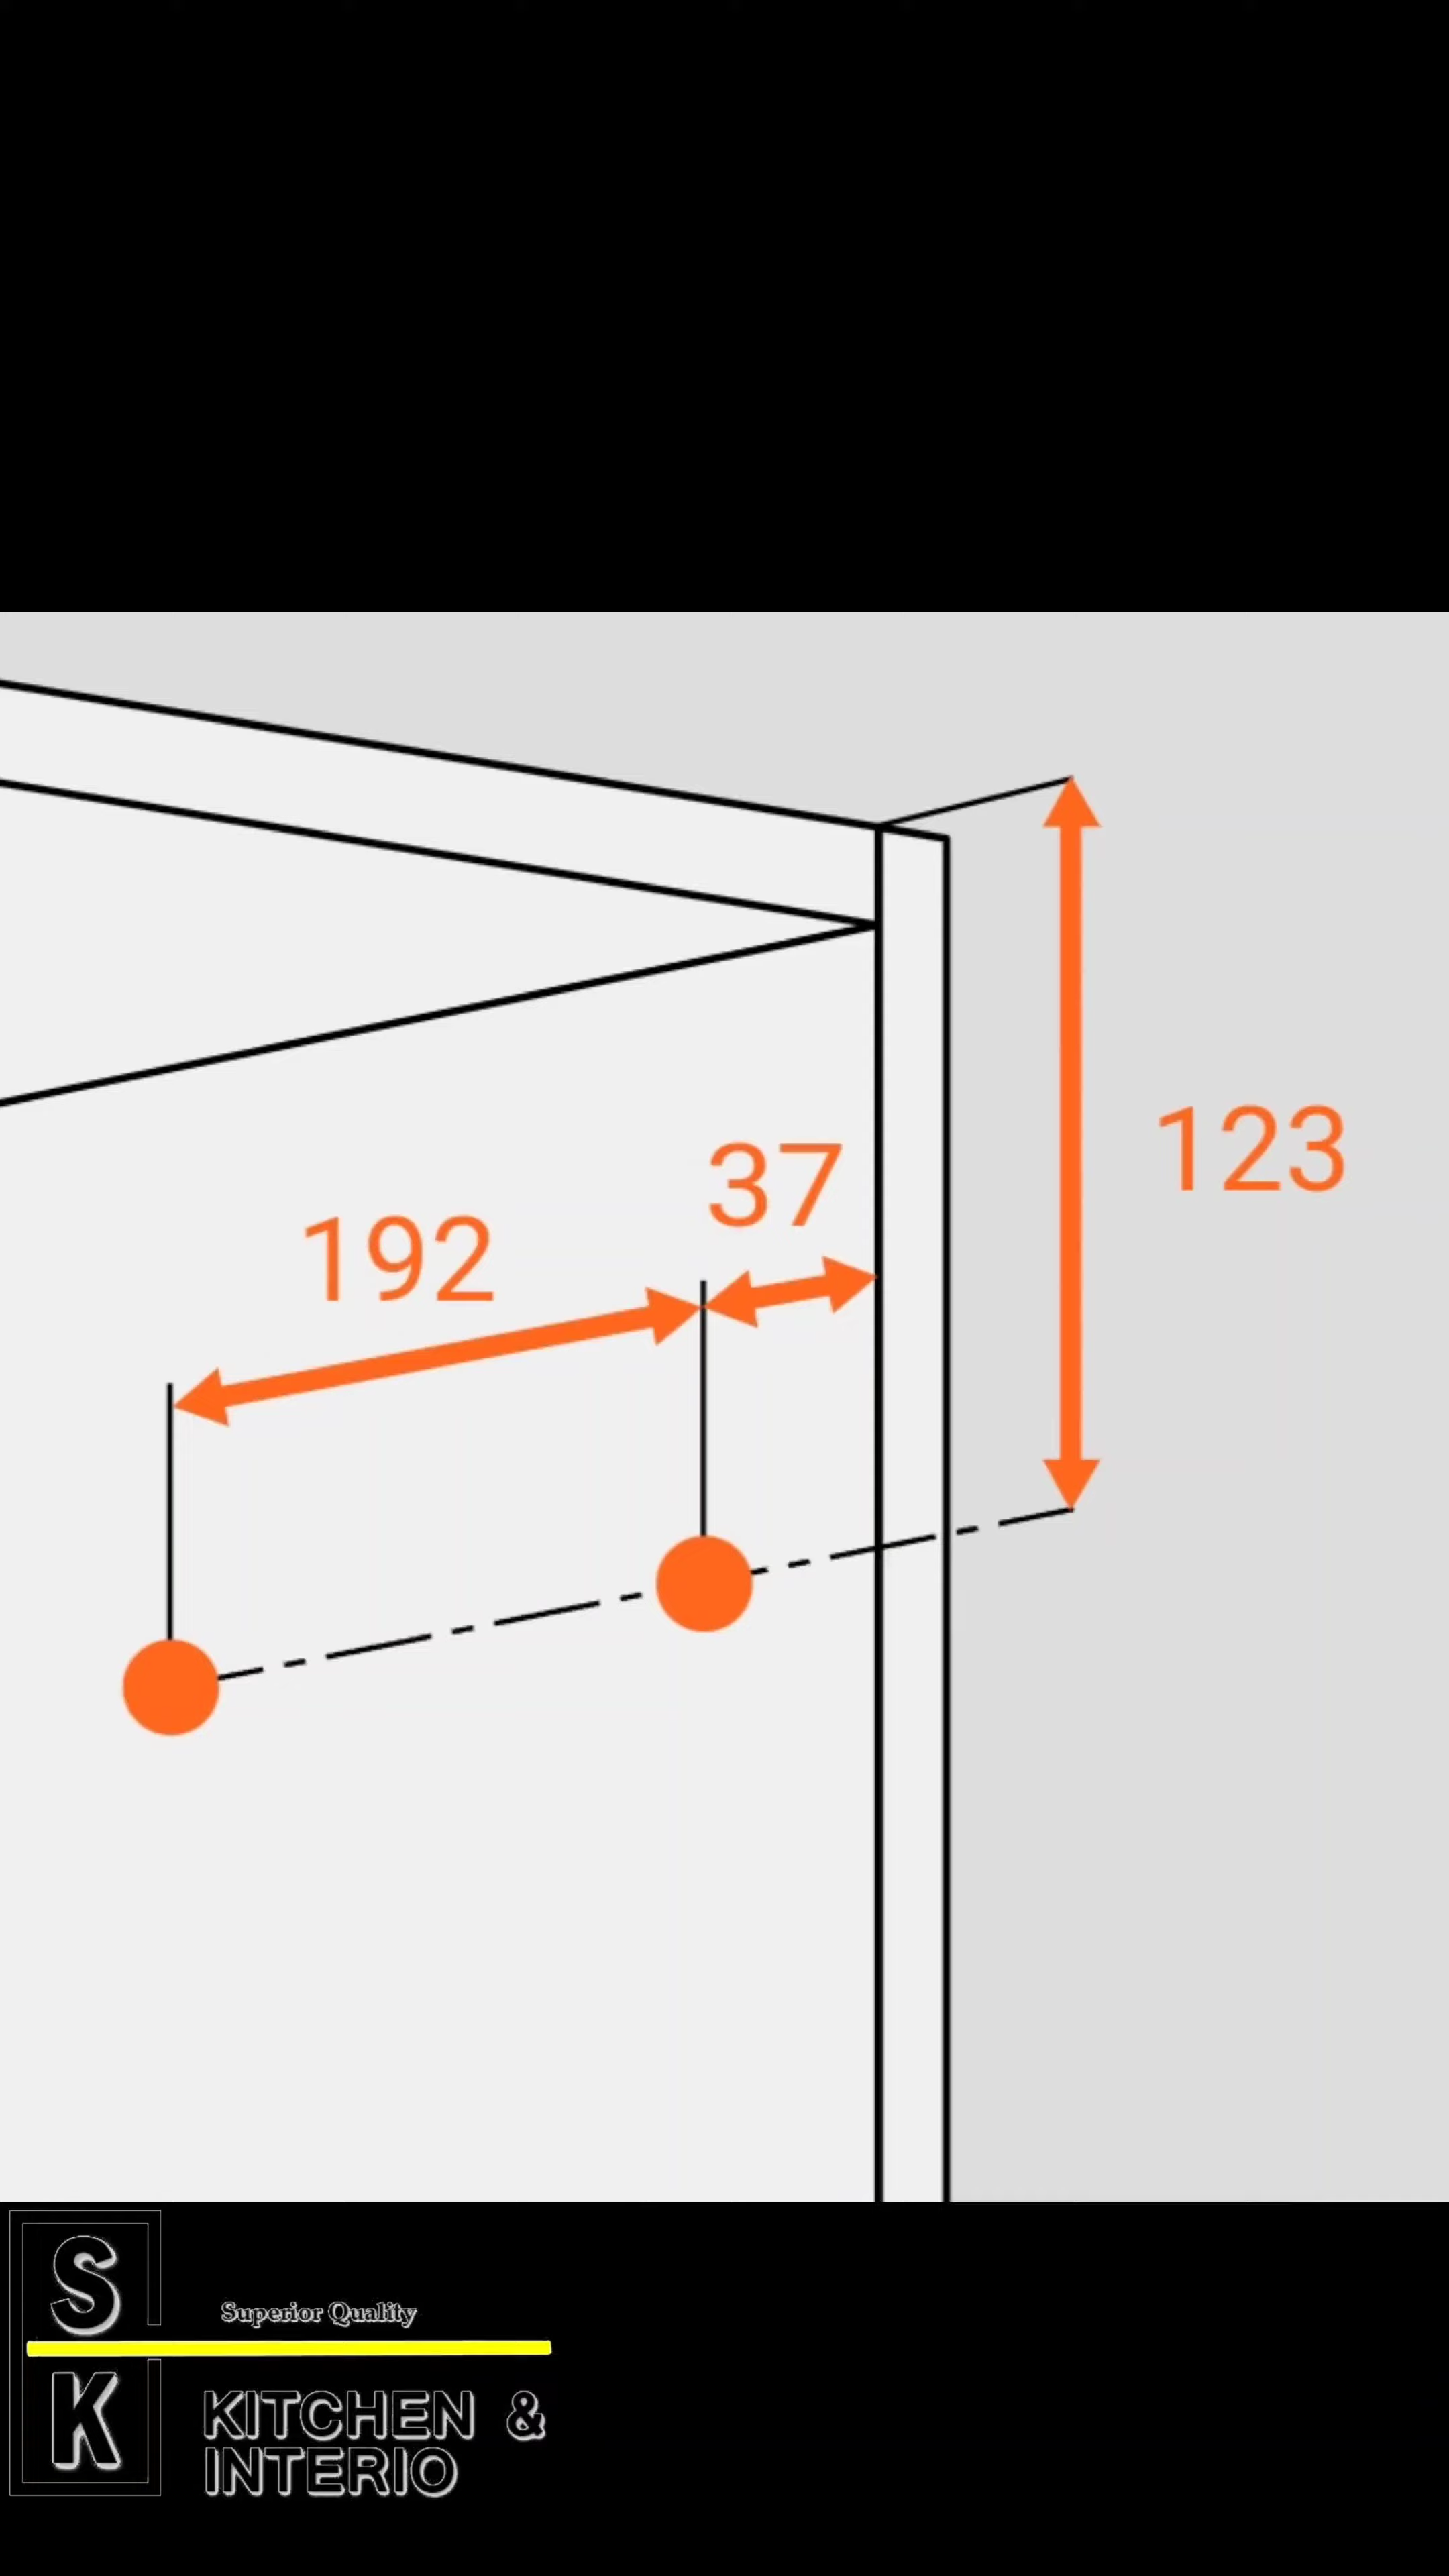 123
37
192
S
Superior Quality
K
KITCHEN &
INTERIO